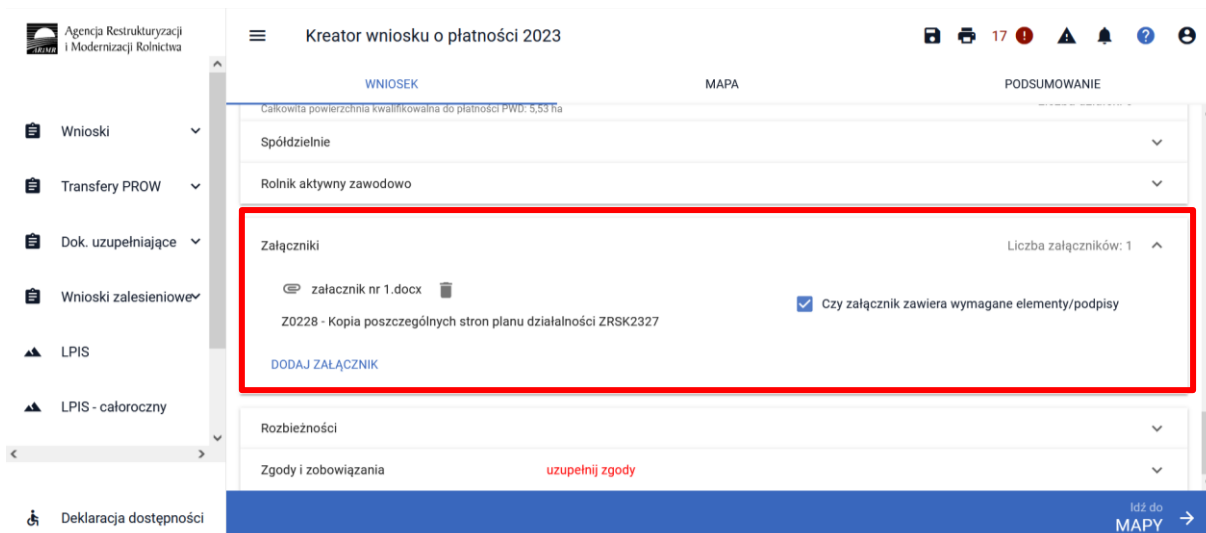 Agencja Restrukturyzacji
i Modernizacji Rolnictwa
ARiMR
Kreator wniosku o płatności 2023
17
WNIOSEK
MAPA
PODSUMOWANIE
Wnioski
Transfery PROW
Dok. uzupełniające
Wnioski zalesieniowe
LPIS
LPIS - całoroczny
Deklaracja dostępności
Całkowita powierzchnia kwalifikowalna do płatności PWD: 5,53 ha
Spółdzielnie
Rolnik aktywny zawodowo
Załączniki
Liczba załączników: 1
załacznik nr 1.docx
Czy załącznik zawiera wymagane elementy/podpisy
Z0228 - Kopia poszczególnych stron planu działalności ZRSK2327
DODAJ ZAŁĄCZNIK
Rozbieżności
Zgody i zobowiązania
uzupełnij zgody
Idź do
MAPY